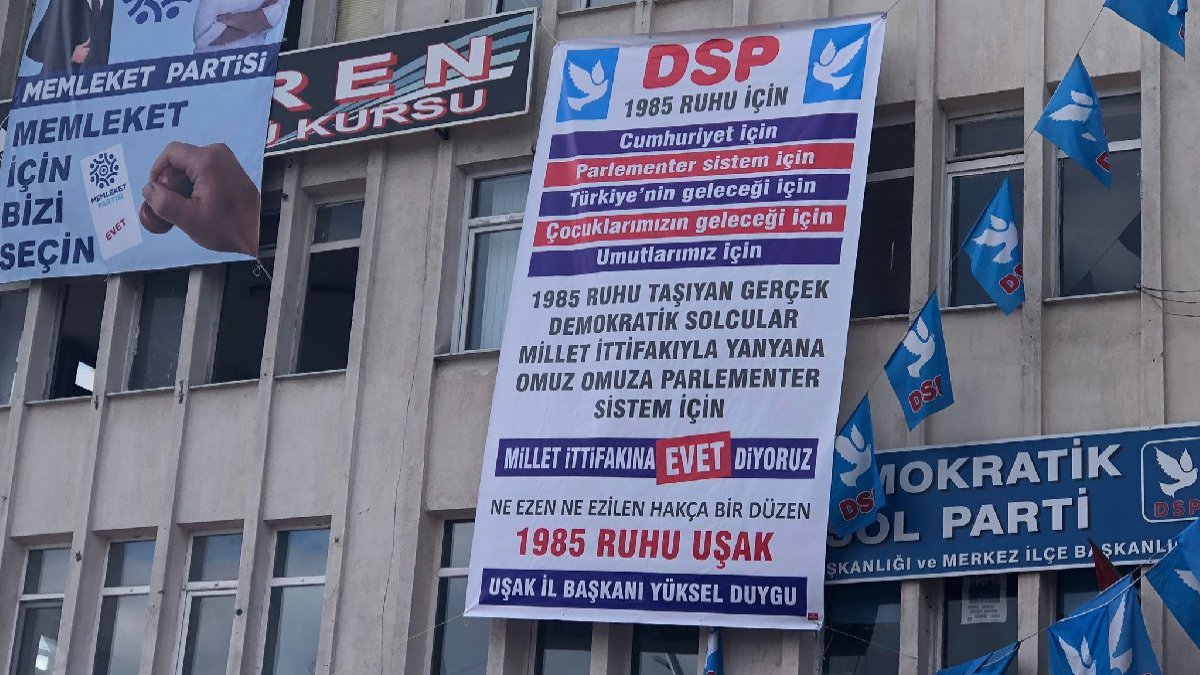 MEMLEKET PARTİSİ
MEMLEKET
İÇİN
BİZİ
SEÇİN
MEMLEKET
PARTİSİ
EVET
REN
KURSU
DSP
1985 RUHU İÇİN
Cumhuriyet için
Parlementer sistem için
Türkiye'nin geleceği için
Çocuklarımızın geleceği için
Umutlarımız için
1985 RUHU TAŞIYAN GERÇEK
DEMOKRATİK SOLCULAR
MİLLET İTTİFAKIYLA YANYANA
OMUZ OMUZA PARLEMENTER
SİSTEM İÇİN
MİLLET İTTİFAKINA EVET DİYORUZ
NE EZEN NE EZİLEN HAKÇA BİR DÜZEN
1985 RUHU UŞAK
UŞAK İL BAŞKANI YÜKSEL DUYGU
MOKRATİK
SOL PARTİ
AŞKANLIĞI ve MERKEZ İLÇE BAŞKANLI
DSP
DSP
DSP
DSP